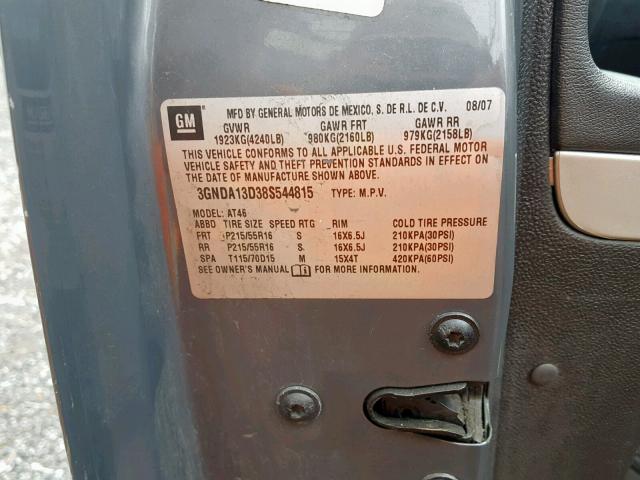 GM
MFD BY GENERAL MOTORS DE MEXICO, S. DE R.L. DE C.V. 08/07
GVWR GAWR FRT GAWR RR
1923KG(4240LB) 980KG(2160LB) 979KG(2158LB)
THIS VEHICLE CONFORMS TO ALL APPLICABLE U.S. FEDERAL MOTOR
VEHICLE SAFETY AND THEFT PREVENTION STANDARDS IN EFFECT ON
THE DATE OF MANUFACTURE SHOWN ABOVE.
3GNDA13D38S544815 TYPE: M.P.V.
MODEL: AT46
ABBD TIRE SIZE SPEED RTG RIM COLD TIRE PRESSURE
FRT P215/55R16 S 16X6.5J 210KPA(30PSI)
RR P215/55R16 S 16X6.5J 210KPA(30PSI)
SPA T115/70D15 M 15X4T 420KPA(60PSI)
SEE OWNER'S MANUAL FOR MORE INFORMATION.